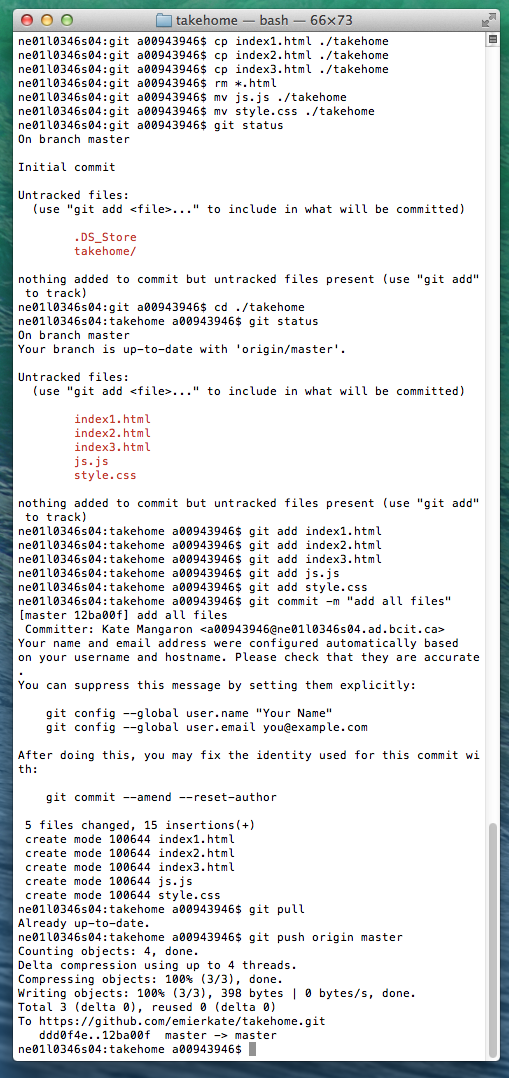 takehome — bash — 66×73
ne01l0346s04:git a00943946$ cp index1.html ./takehome
ne01l0346s04:git a00943946$ cp index2.html ./takehome
ne01l0346s04:git a00943946$ cp index3.html ./takehome
ne01l0346s04:git a00943946$ rm *.html
ne01l0346s04:git a00943946$ mv js.js ./takehome
ne01l0346s04:git a00943946$ mv style.css ./takehome
ne01l0346s04:git a00943946$ git status
On branch master
Initial commit
Untracked files:
  (use "git add <file>..." to include in what will be committed)
        .DS_Store
        takehome/
nothing added to commit but untracked files present (use "git add"
 to track)
ne01l0346s04:git a00943946$ cd ./takehome
ne01l0346s04:takehome a00943946$ git status
On branch master
Your branch is up-to-date with 'origin/master'.
Untracked files:
  (use "git add <file>..." to include in what will be committed)
        index1.html
        index2.html
        index3.html
        js.js
        style.css
nothing added to commit but untracked files present (use "git add"
 to track)
ne01l0346s04:takehome a00943946$ git add index1.html
ne01l0346s04:takehome a00943946$ git add index2.html
ne01l0346s04:takehome a00943946$ git add index3.html
ne01l0346s04:takehome a00943946$ git add js.js
ne01l0346s04:takehome a00943946$ git add style.css
ne01l0346s04:takehome a00943946$ git commit -m "add all files"
[master 12ba00f] add all files
 Committer: Kate Mangaron <a00943946@ne01l0346s04.ad.bcit.ca>
Your name and email address were configured automatically based
on your username and hostname. Please check that they are accurate
.
You can suppress this message by setting them explicitly:
    git config --global user.name "Your Name"
    git config --global user.email you@example.com
After doing this, you may fix the identity used for this commit wi
th:
    git commit --amend --reset-author
 5 files changed, 15 insertions(+)
 create mode 100644 index1.html
 create mode 100644 index2.html
 create mode 100644 index3.html
 create mode 100644 js.js
 create mode 100644 style.css
ne01l0346s04:takehome a00943946$ git pull
Already up-to-date.
ne01l0346s04:takehome a00943946$ git push origin master
Counting objects: 4, done.
Delta compression using up to 4 threads.
Compressing objects: 100% (3/3), done.
Writing objects: 100% (3/3), 398 bytes | 0 bytes/s, done.
Total 3 (delta 0), reused 0 (delta 0)
To https://github.com/emierkate/takehome.git
   ddd0f4e..12ba00f  master -> master
ne01l0346s04:takehome a00943946$